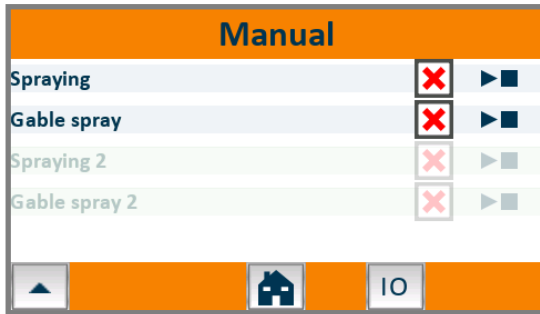 Manual
Spraying
Gable spray
Spraying 2
Gable spray 2
IO